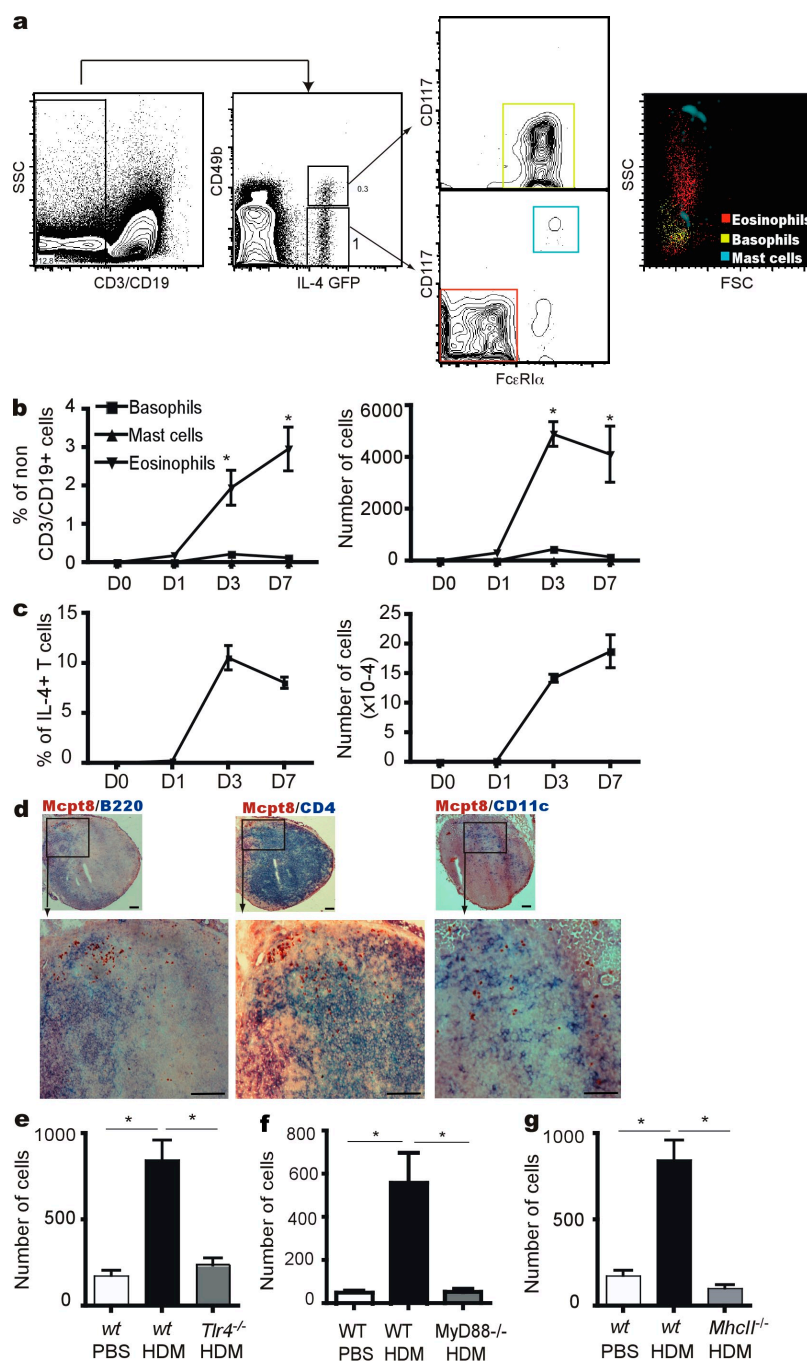 a
SSC
12.8
CD3/CD19
CD49b
0.3
1
IL-4 GFP
CD117
CD117
FcεRIα
SSC
Eosinophils
Basophils
Mast cells
FSC
b
% of non
CD3/CD19+ cells
4
3
2
1
0
Basophils
Mast cells
Eosinophils
*
*
D0 D1 D3 D7
Number of cells
6000
4000
2000
0
*
*
D0 D1 D3 D7
c
% of IL-4+ T cells
15
10
5
0
D0 D1 D3 D7
Number of cells
(x10-4)
25
20
15
10
5
0
D0 D1 D3 D7
d
Mcpt8/B220
Mcpt8/CD4
Mcpt8/CD11c
e
Number of cells
1000
500
0
* *
wt wt Tlr4-/-
PBS HDM HDM
f
Number of cells
800
600
400
200
0
* *
WT WT MyD88-/-
PBS HDM HDM
g
Number of cells
1000
500
0
* *
wt wt MhcII-/-
PBS HDM HDM